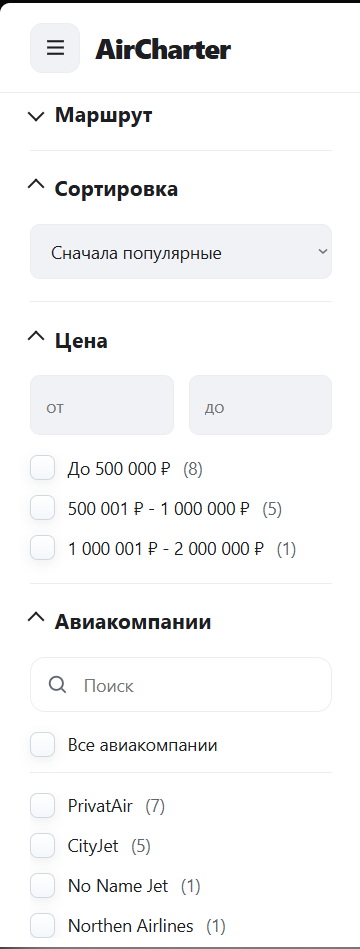 AirCharter
Маршрут
Сортировка
Сначала популярные
Цена
от
до
До 500 000 ₽ (8)
500 001 ₽ - 1 000 000 ₽ (5)
1 000 001 ₽ - 2 000 000 ₽ (1)
Авиакомпании
Поиск
Все авиакомпании
PrivatAir (7)
CityJet (5)
No Name Jet (1)
Northen Airlines (1)